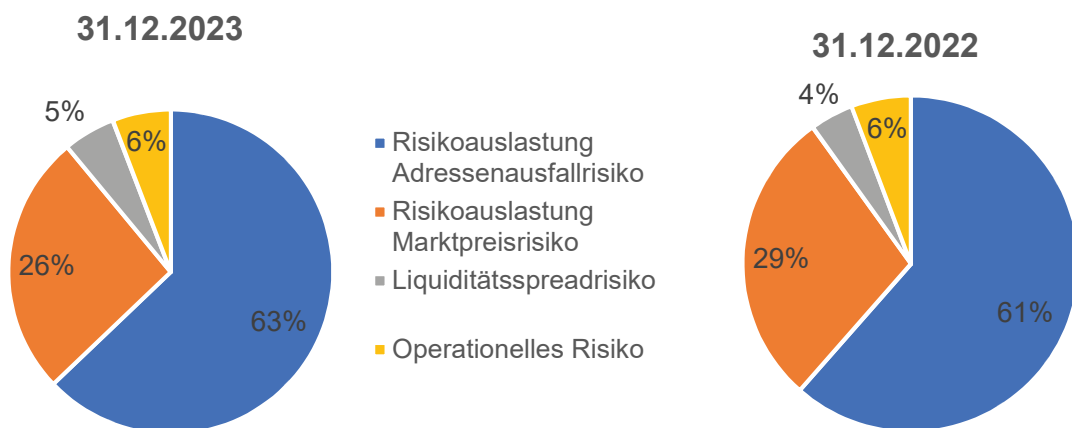 31.12.2023
5%
6%
26%
63%
Risikoauslastung
Adressenausfallrisiko
Risikoauslastung
Marktpreisrisiko
Liquiditätsspreadrisiko
Operationelles Risiko
31.12.2022
4%
6%
29%
61%